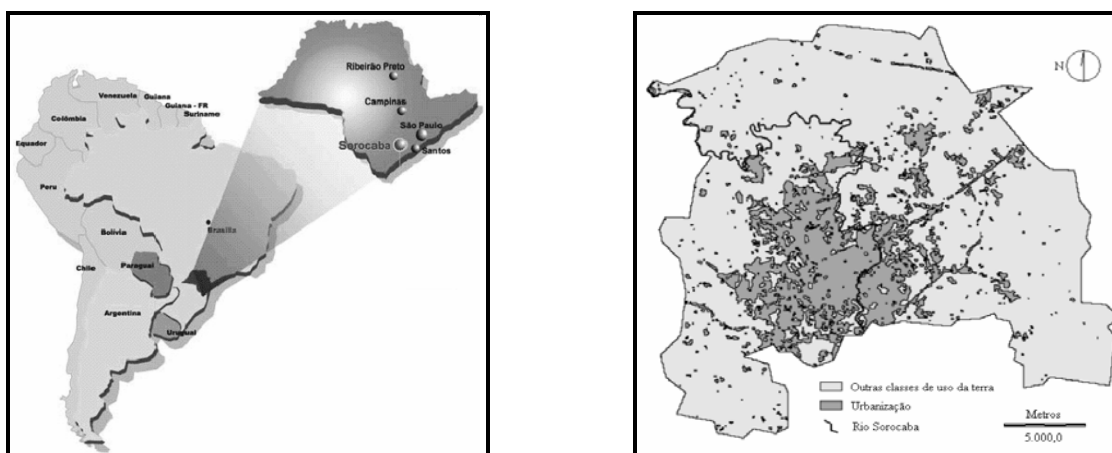 Venezuela
Guiana
Guiana - FR
Suriname
Colômbia
Equador
Peru
Brasília
Bolívia
Paraguai
Chile
Argentina
Uruguai
Ribeirão Preto
Campinas
São Paulo
Sorocaba
Santos
N
Outras classes de uso da terra
Urbanização
Rio Sorocaba
Metros
5.000,0